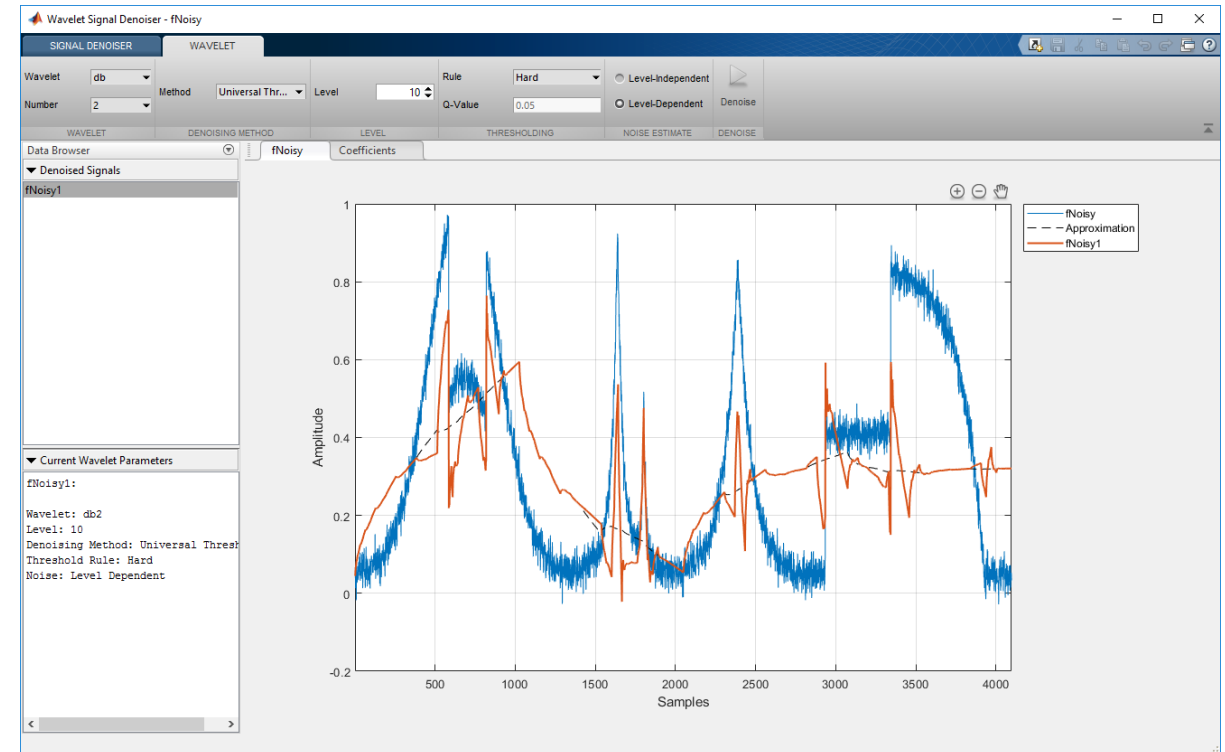 Wavelet Signal Denoiser - fNoisy
SIGNAL DENOISER WAVELET
Wavelet db
Number 2
WAVELET
Method Universal Thr...
DENOISING METHOD
Level 10
LEVEL
Rule Hard
Q-Value 0.05
THRESHOLDING
Level-Independent
Level-Dependent
NOISE ESTIMATE
Denoise
DENOISE
Data Browser
Denoised Signals
fNoisy1
Current Wavelet Parameters
fNoisy1:
Wavelet: db2
Level: 10
Denoising Method: Universal Thresh
Threshold Rule: Hard
Noise: Level Dependent
fNoisy Coefficients
fNoisy
Approximation
fNoisy1
1
0.8
0.6
0.4
0.2
0
-0.2
Amplitude
500 1000 1500 2000 2500 3000 3500 4000
Samples